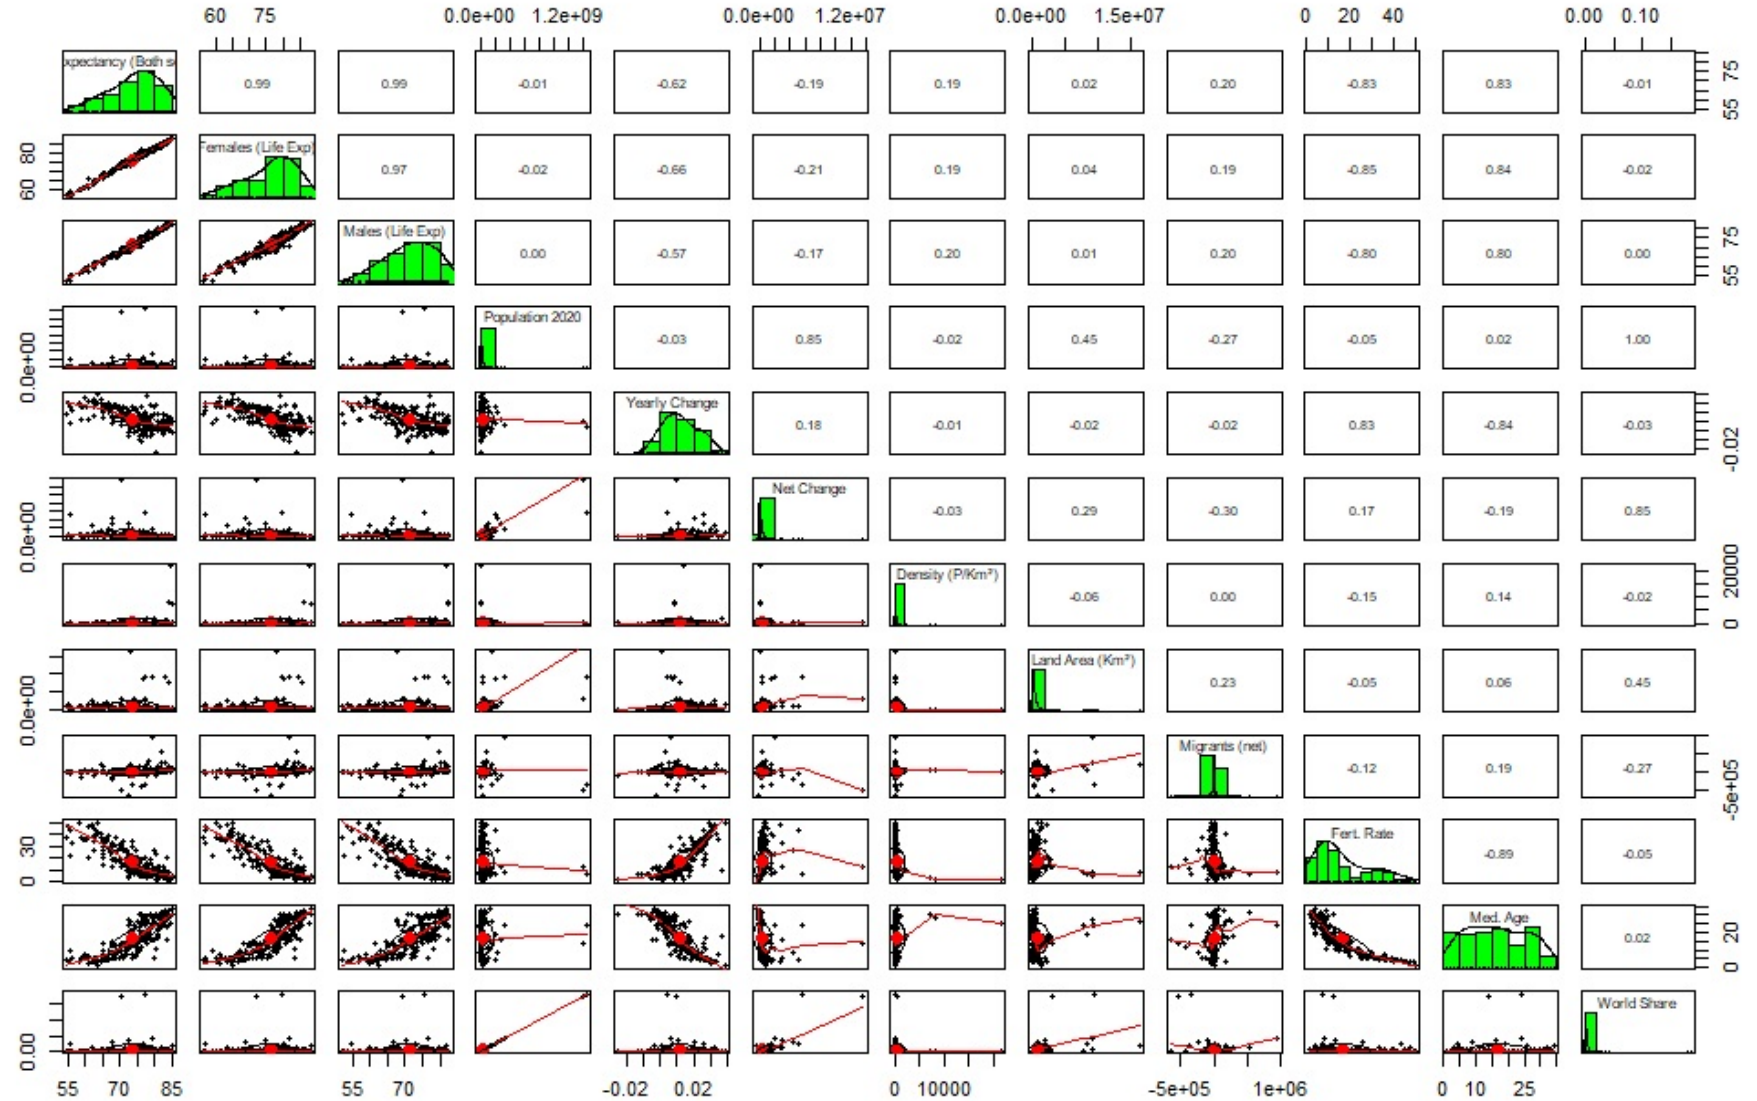 60 75 0.0e+00 1.2e+09 0.0e+00 1.2e+07 0.0e+00 1.5e+07 0 20 40 0.00 0.10
xpectancy (Both s 0.99 0.99 -0.01 -0.62 -0.19 0.19 0.02 0.20 -0.83 0.83 -0.01 55 75
60 80 Females (Life Exp) 0.97 -0.02 -0.66 -0.21 0.19 0.04 0.19 -0.85 0.84 -0.02
Males (Life Exp) 0.00 -0.57 -0.17 0.20 0.01 0.20 -0.80 0.80 0.00 55 75
0.0e+00 Population 2020 -0.03 0.85 -0.02 0.45 -0.27 -0.05 0.02 1.00
Yearly Change 0.18 -0.01 -0.02 -0.02 0.83 -0.84 -0.03 -0.02
0.0e+00 Net Change -0.03 0.29 -0.30 0.17 -0.19 0.85
Density (P/Km²) -0.06 0.00 -0.15 0.14 -0.02 0 20000
0.0e+00 Land Area (Km²) 0.23 -0.05 0.06 0.45
Migrants (net) -0.12 0.19 -0.27 -5e+05
0 30 Fert. Rate -0.89 -0.05
Med. Age 0.02 0 20
0.00 World Share
55 70 85 55 70 -0.02 0.02 0 10000 -5e+05 1e+06 0 10 25